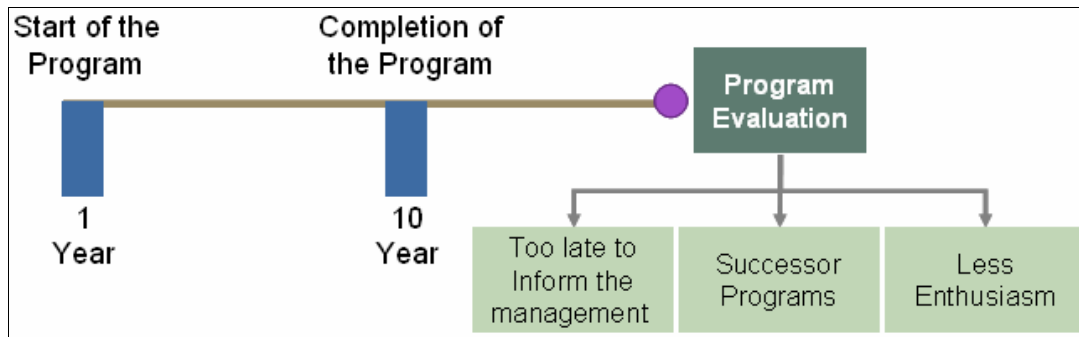 Start of the
Program
Completion of
the Program
Program
Evaluation
1
Year
10
Year
Too late to
Inform the
management
Successor
Programs
Less
Enthusiasm